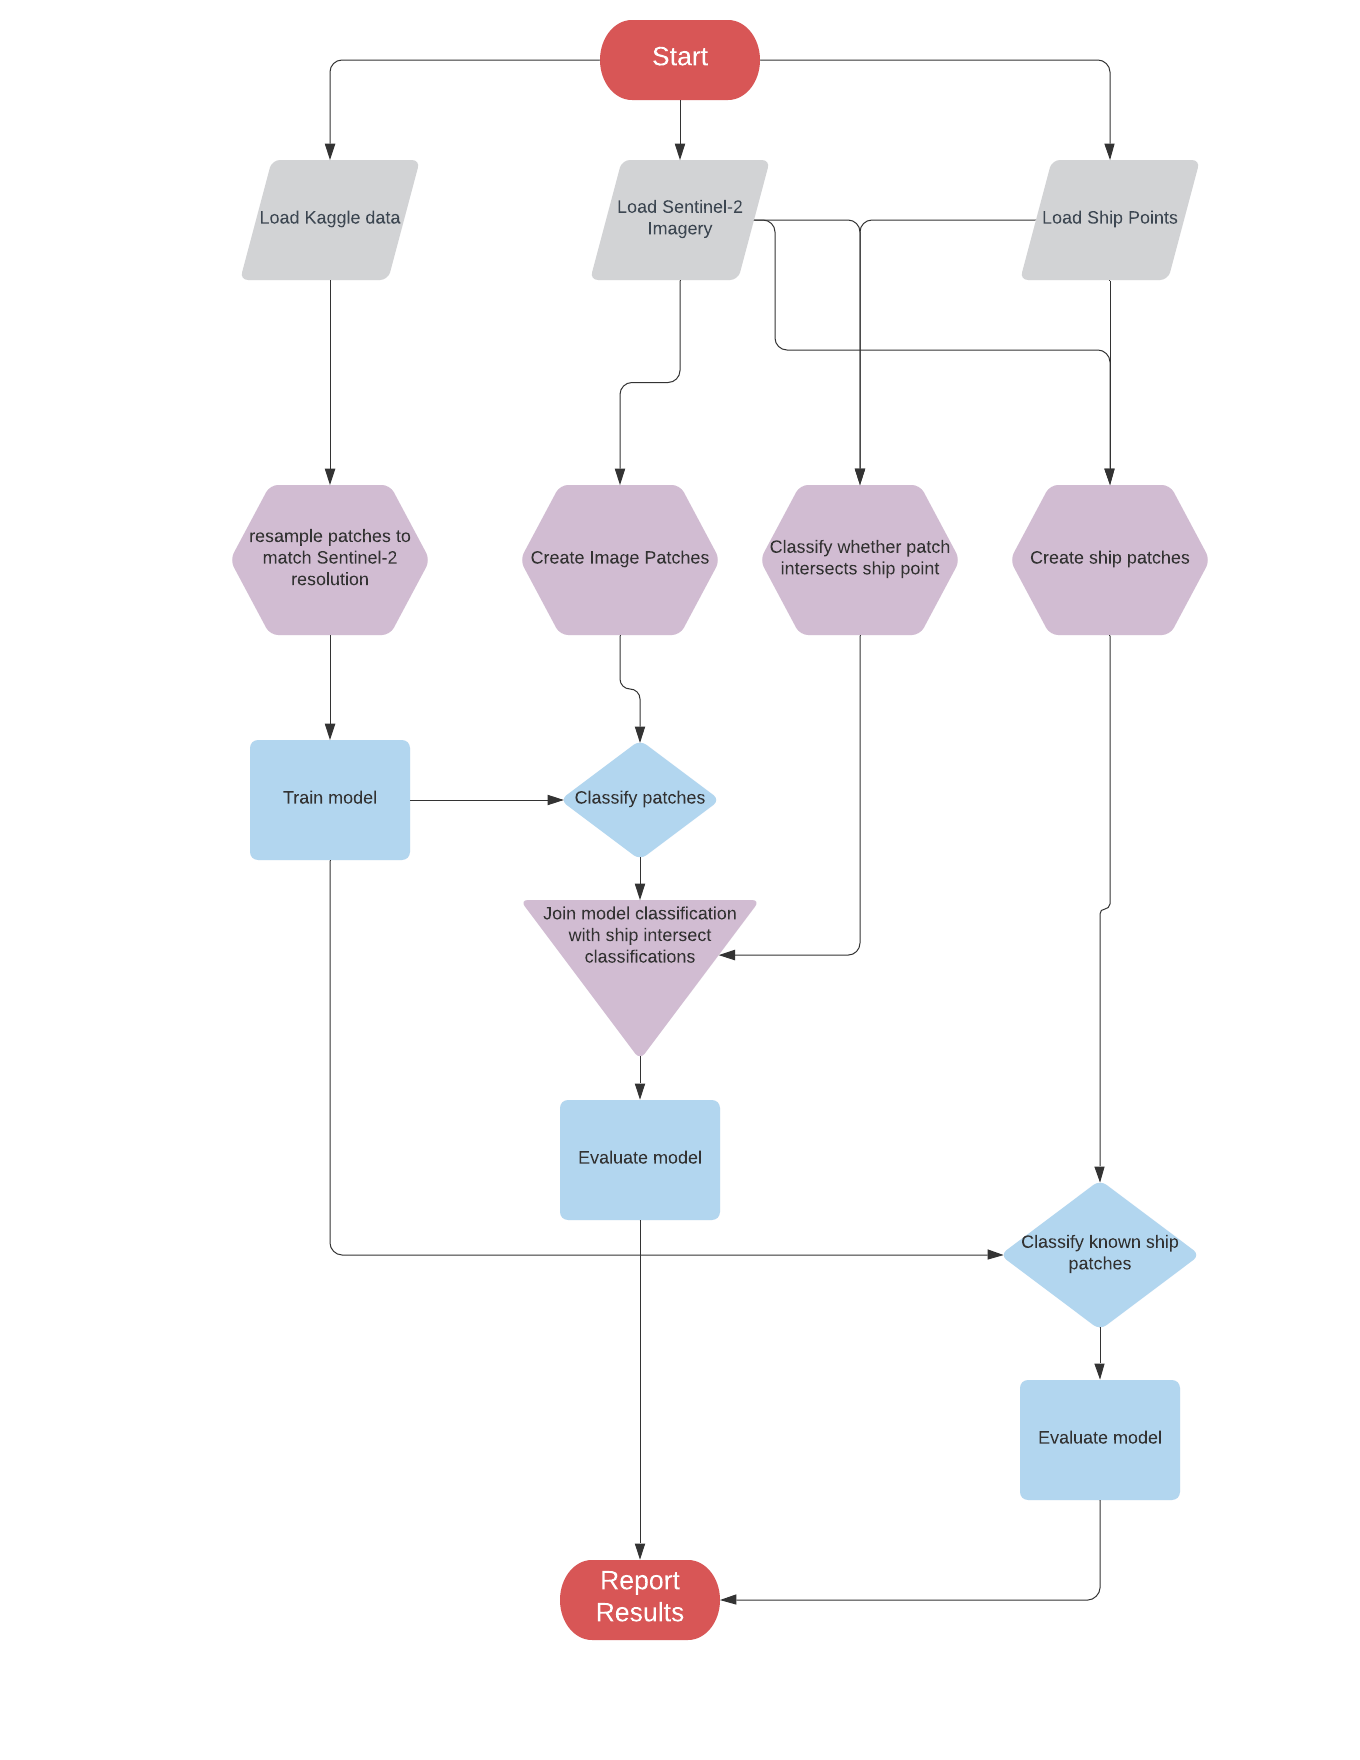 Start
Load Kaggle data
Load Sentinel-2
Imagery
Load Ship Points
resample patches to
match Sentinel-2
resolution
Create Image Patches
Classify whether patch
intersects ship point
Create ship patches
Train model
Classify patches
Join model classification
with ship intersect
classifications
Evaluate model
Classify known ship
patches
Evaluate model
Report
Results